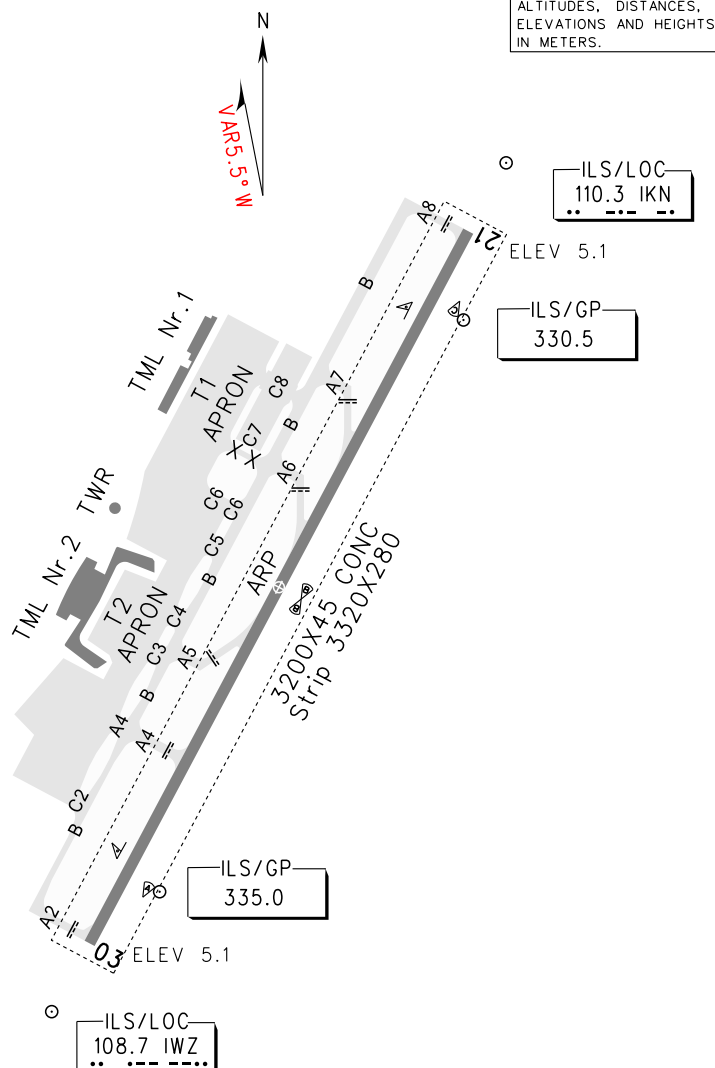 ALTITUDES, DISTANCES,
ELEVATIONS AND HEIGHTS
IN METERS.
N
VAR5.5° W
ILS/LOC
110.3 IKN
A8
21
ELEV 5.1
B
ILS/GP
330.5
TML Nr.1
T1
APRON
C8
A7
B
C7
X
X
A6
C6
C6
TWR
C5
B
ARP
3200X45 CONC
Strip 3320X280
TML Nr.2
T2
APRON
C4
C3
A5
B
A4
A4
C2
B
ILS/GP
335.0
A2
03
ELEV 5.1
ILS/LOC
108.7 IWZ